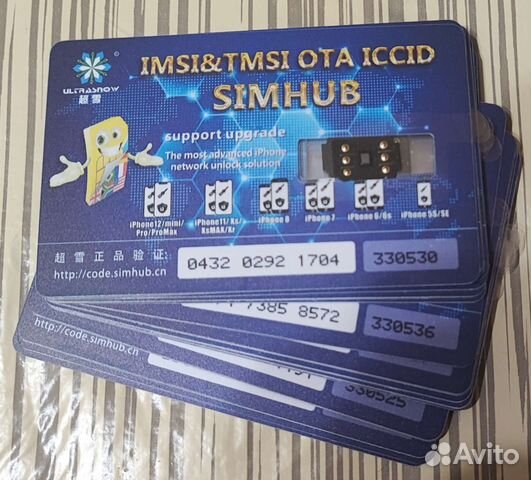 IMSI&TMSI OTA ICCID
SIMHUB
ULTRASNOW ®
超雪
support upgrade
The most advanced iPhone
network unlock solution
iPhone12/mini/
Pro/ProMax
iPhone11/Xs/
XsMAX/Xr
iPhone 8
iPhone 7
iPhone 6/6s
iPhone 5S/SE
超雪正品验证:
http://code.simhub.cn
0432 0292 1704
330530
7385 8572
330536
http://code.simhub.cn
330525
Avito